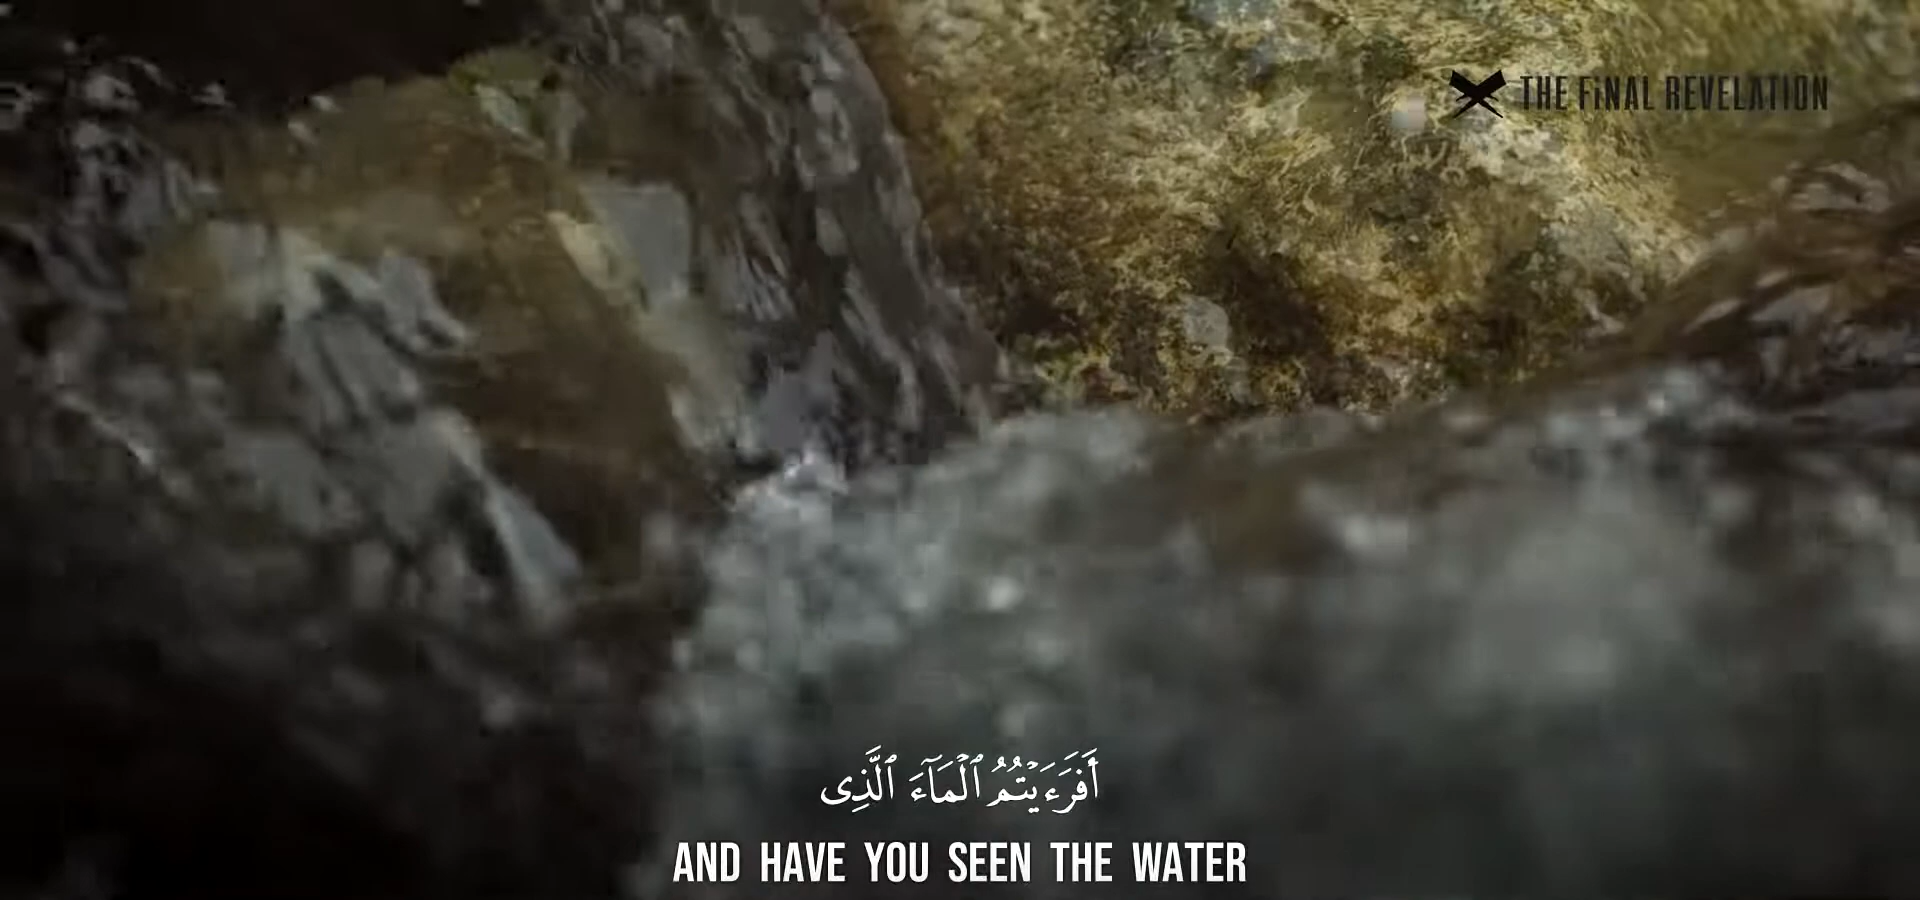 THE FiNAL REVELATION
أَفَرَءَيْتُمُ ٱلْمَآءَ ٱلَّذِى
AND HAVE YOU SEEN THE WATER